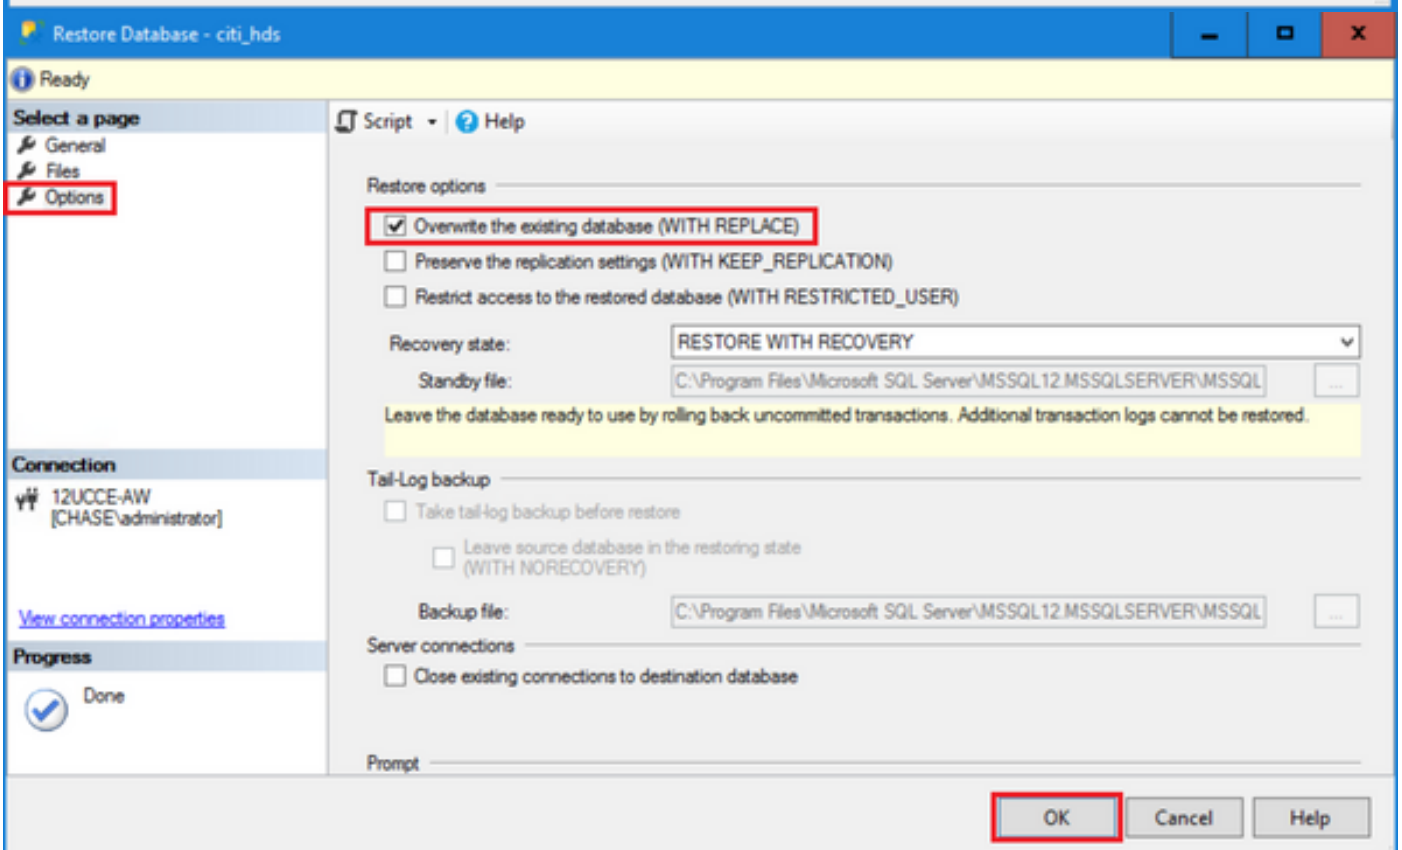 Restore Database - citi_hds
Ready
Select a page
General
Files
Options
Script
Help
Restore options
Overwrite the existing database (WITH REPLACE)
Preserve the replication settings (WITH KEEP_REPLICATION)
Restrict access to the restored database (WITH RESTRICTED_USER)
Recovery state:
RESTORE WITH RECOVERY
Standby file:
C:\Program Files\Microsoft SQL Server\MSSQL12.MSSQLSERVER\MSSQL
...
Leave the database ready to use by rolling back uncommitted transactions. Additional transaction logs cannot be restored.
Tail-Log backup
Take tail-log backup before restore
Leave source database in the restoring state
(WITH NORECOVERY)
Backup file:
C:\Program Files\Microsoft SQL Server\MSSQL12.MSSQLSERVER\MSSQL
...
Server connections
Close existing connections to destination database
Prompt
Connection
12UCCE-AW
[CHASE\administrator]
View connection properties
Progress
Done
OK
Cancel
Help